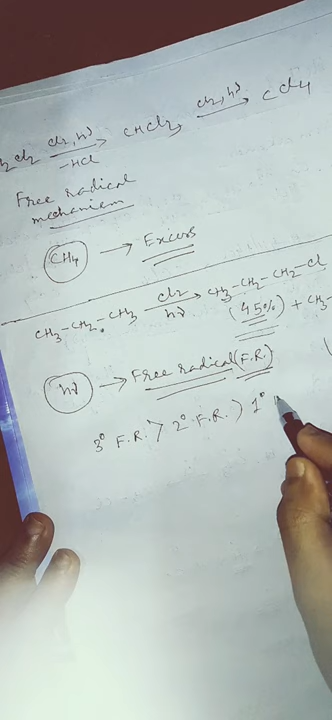 Cl2 Cl2, hν → CHCl3 Cl2, hν → CCl4
-HCl
Free radical
mechanism
CH4 → Excess
CH3-CH2-CH3 Cl2 → CH3-CH2-CH2-Cl
hν (45%) + CH3-
hν → Free radical (F.R.)
3° F.R. > 2° F.R. > 1°